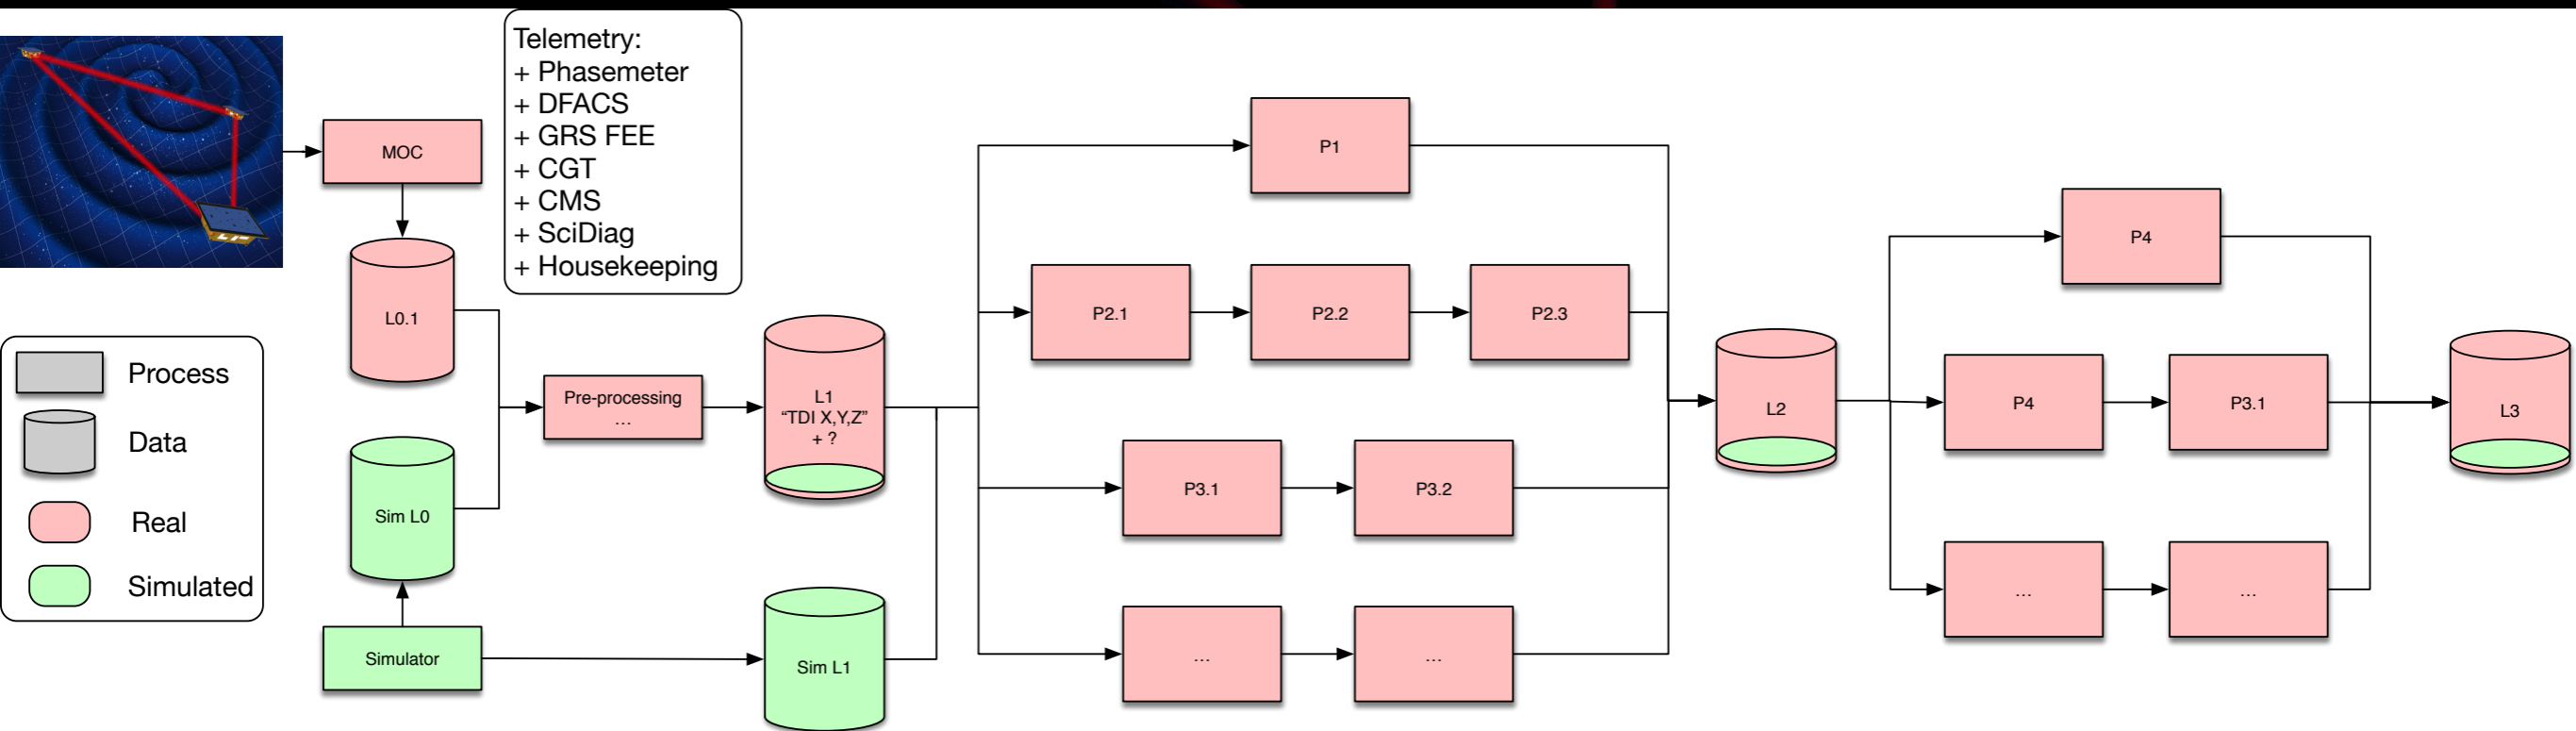 Telemetry:
+ Phasemeter
+ DFACS
+ GRS FEE
+ CGT
+ CMS
+ SciDiag
+ Housekeeping
MOC
L0.1
Process
Data
Real
Simulated
Sim L0
Simulator
Pre-processing
...
L1
“TDI X,Y,Z”
+ ?
Sim L1
P1
P2.1
P2.2
P2.3
P3.1
P3.2
...
...
L2
P4
P4
P3.1
...
...
L3